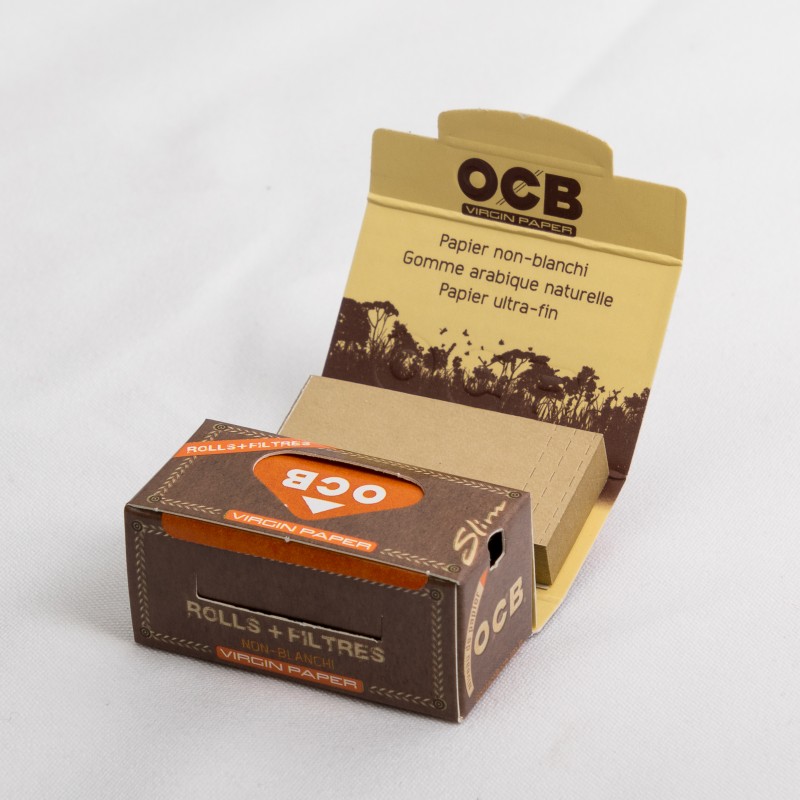 OCB
VIRGIN PAPER
Papier non-blanchi
Gomme arabique naturelle
Papier ultra-fin
ROLLS+FILTRES
OCB
VIRGIN PAPER
Slim
ROLLS + FILTRES
NON-BLANCHI
VIRGIN PAPER
OCB